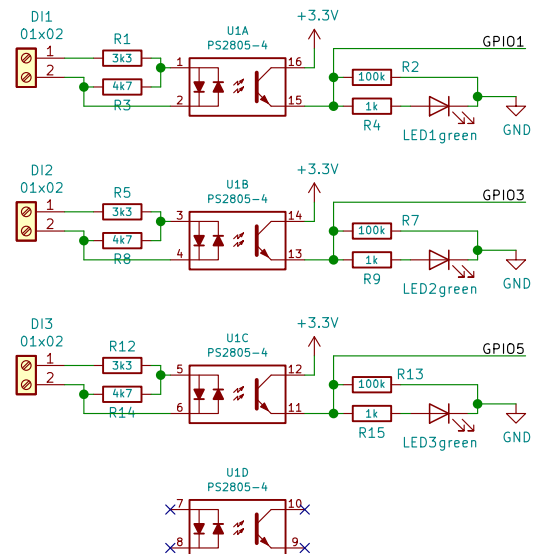 DI1
01x02
1
2
R1
3k3
4k7
R3
U1A
PS2805-4
1
2
16
15
+3.3V
GPIO1
R2
100k
1k
R4
LED1green
GND
DI2
01x02
1
2
R5
3k3
4k7
R8
U1B
PS2805-4
3
4
14
13
+3.3V
GPIO3
R7
100k
1k
R9
LED2green
GND
DI3
01x02
1
2
R12
3k3
4k7
R14
U1C
PS2805-4
5
6
12
11
+3.3V
GPIO5
R13
100k
1k
R15
LED3green
GND
U1D
PS2805-4
7
8
10
9